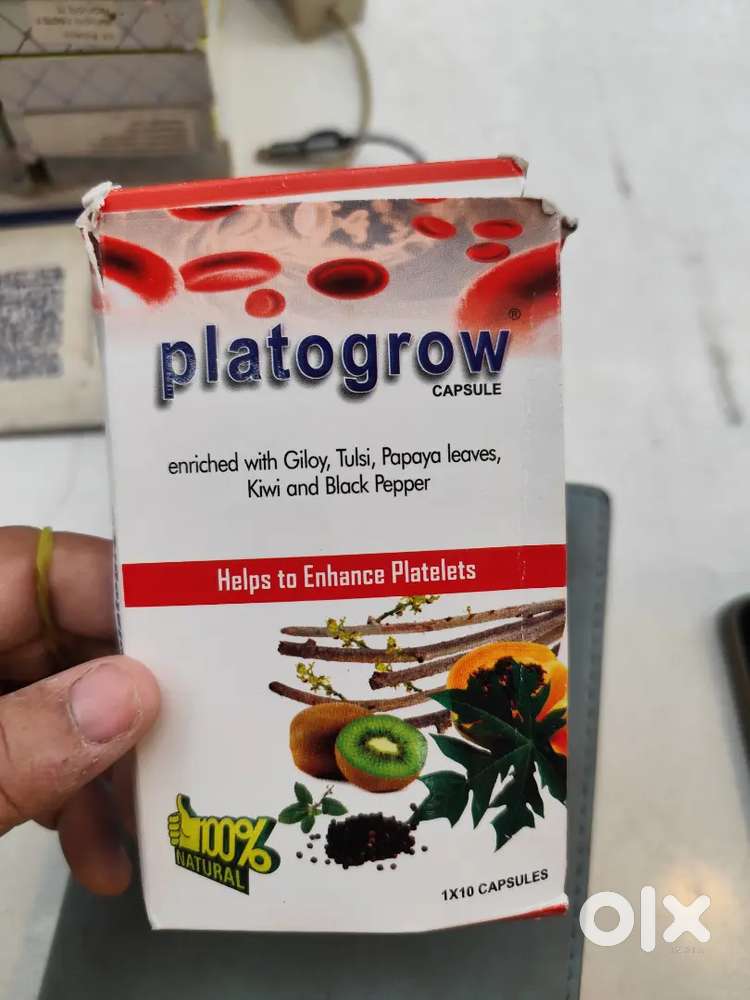 platogrow®
CAPSULE
enriched with Giloy, Tulsi, Papaya leaves,
Kiwi and Black Pepper
Helps to Enhance Platelets
100%
NATURAL
1X10 CAPSULES
olx